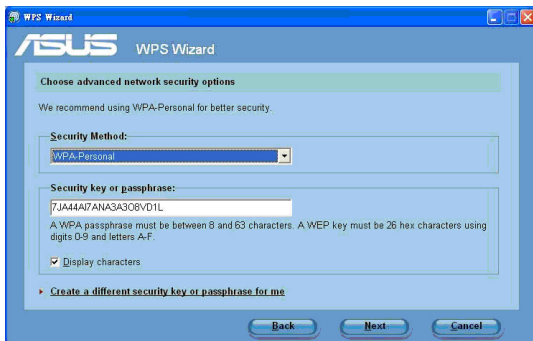 WPS Wizard
ASUS WPS Wizard
Choose advanced network security options
We recommend using WPA-Personal for better security.
Security Method:
WPA-Personal
Security key or passphrase:
7JA44AI7ANA3A3O8VD1L
A WPA passphrase must be between 8 and 63 characters. A WEP key must be 26 hex characters using
digits 0-9 and letters A-F.
Display characters
Create a different security key or passphrase for me
Back Next Cancel